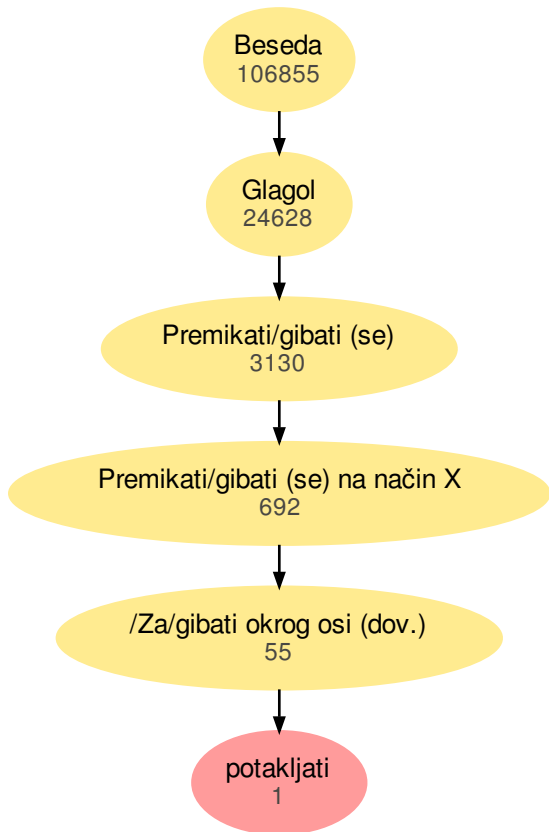 Beseda
106855
Glagol
24628
Premikati/gibati (se)
3130
Premikati/gibati (se) na način X
692
/Za/gibati okrog osi (dov.)
55
potakljati
1